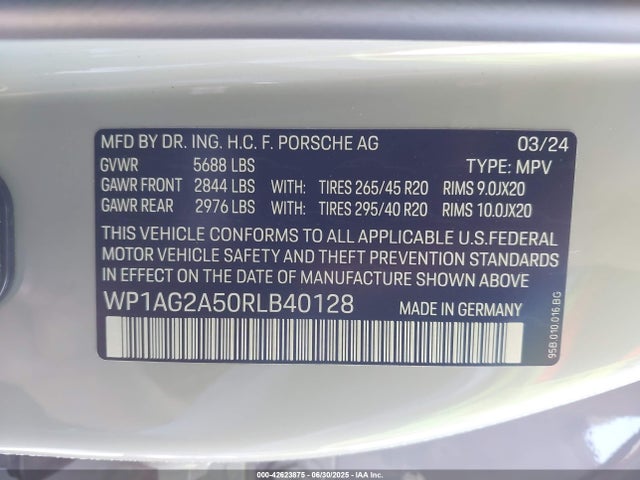 MFD BY DR. ING. H.C. F. PORSCHE AG 03/24
GVWR 5688 LBS TYPE: MPV
GAWR FRONT 2844 LBS WITH: TIRES 265/45 R20 RIMS 9.0JX20
GAWR REAR 2976 LBS WITH: TIRES 295/40 R20 RIMS 10.0JX20
THIS VEHICLE CONFORMS TO ALL APPLICABLE U.S.FEDERAL
MOTOR VEHICLE SAFETY AND THEFT PREVENTION STANDARDS
IN EFFECT ON THE DATE OF MANUFACTURE SHOWN ABOVE
WP1AG2A50RLB40128 MADE IN GERMANY
95B.010.016.BG
000-42623875 - 06/30/2025 - IAAI.com